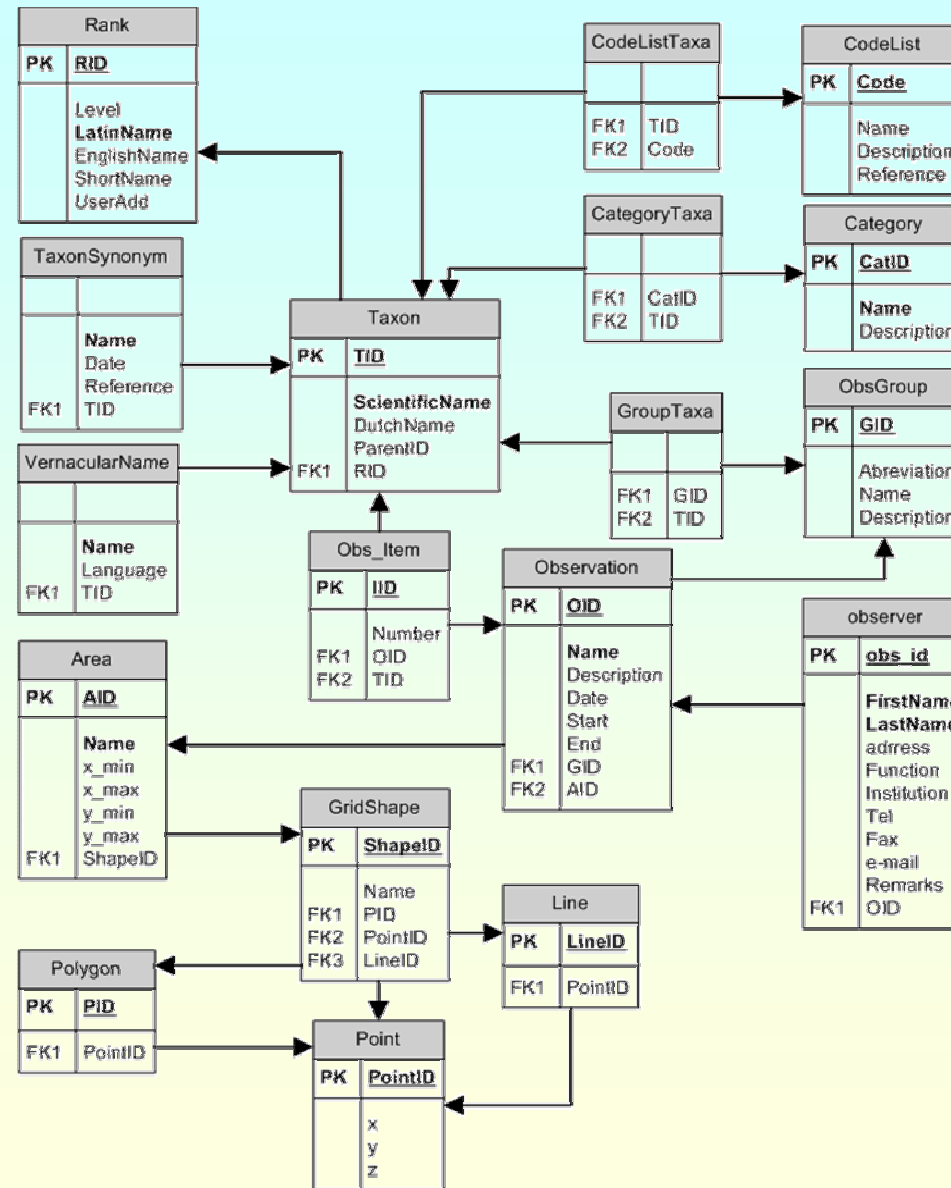 Rank
PK RID
Level
LatinName
EnglishName
ShortName
UserAdd
CodeListTaxa
FK1 TID
FK2 Code
CodeList
PK Code
Name
Description
Reference
TaxonSynonym
Name
Date
Reference
FK1 TID
CategoryTaxa
FK1 CatID
FK2 TID
Category
PK CatID
Name
Description
Taxon
PK TID
ScientificName
DutchName
ParentID
FK1 RID
GroupTaxa
FK1 GID
FK2 TID
ObsGroup
PK GID
Abreviation
Name
Description
VernacularName
Name
Language
FK1 TID
Obs_Item
PK IID
Number
FK1 OID
FK2 TID
Observation
PK OID
Name
Description
Date
Start
End
FK1 GID
FK2 AID
observer
PK obs_id
FirstName
LastName
adrress
Function
Institution
Tel
Fax
e-mail
Remarks
FK1 OID
Area
PK AID
Name
x_min
x_max
y_min
y_max
FK1 ShapeID
GridShape
PK ShapeID
Name
FK1 PID
FK2 PointID
FK3 LineID
Line
PK LineID
FK1 PointID
Polygon
PK PID
FK1 PointID
Point
PK PointID
x
y
z